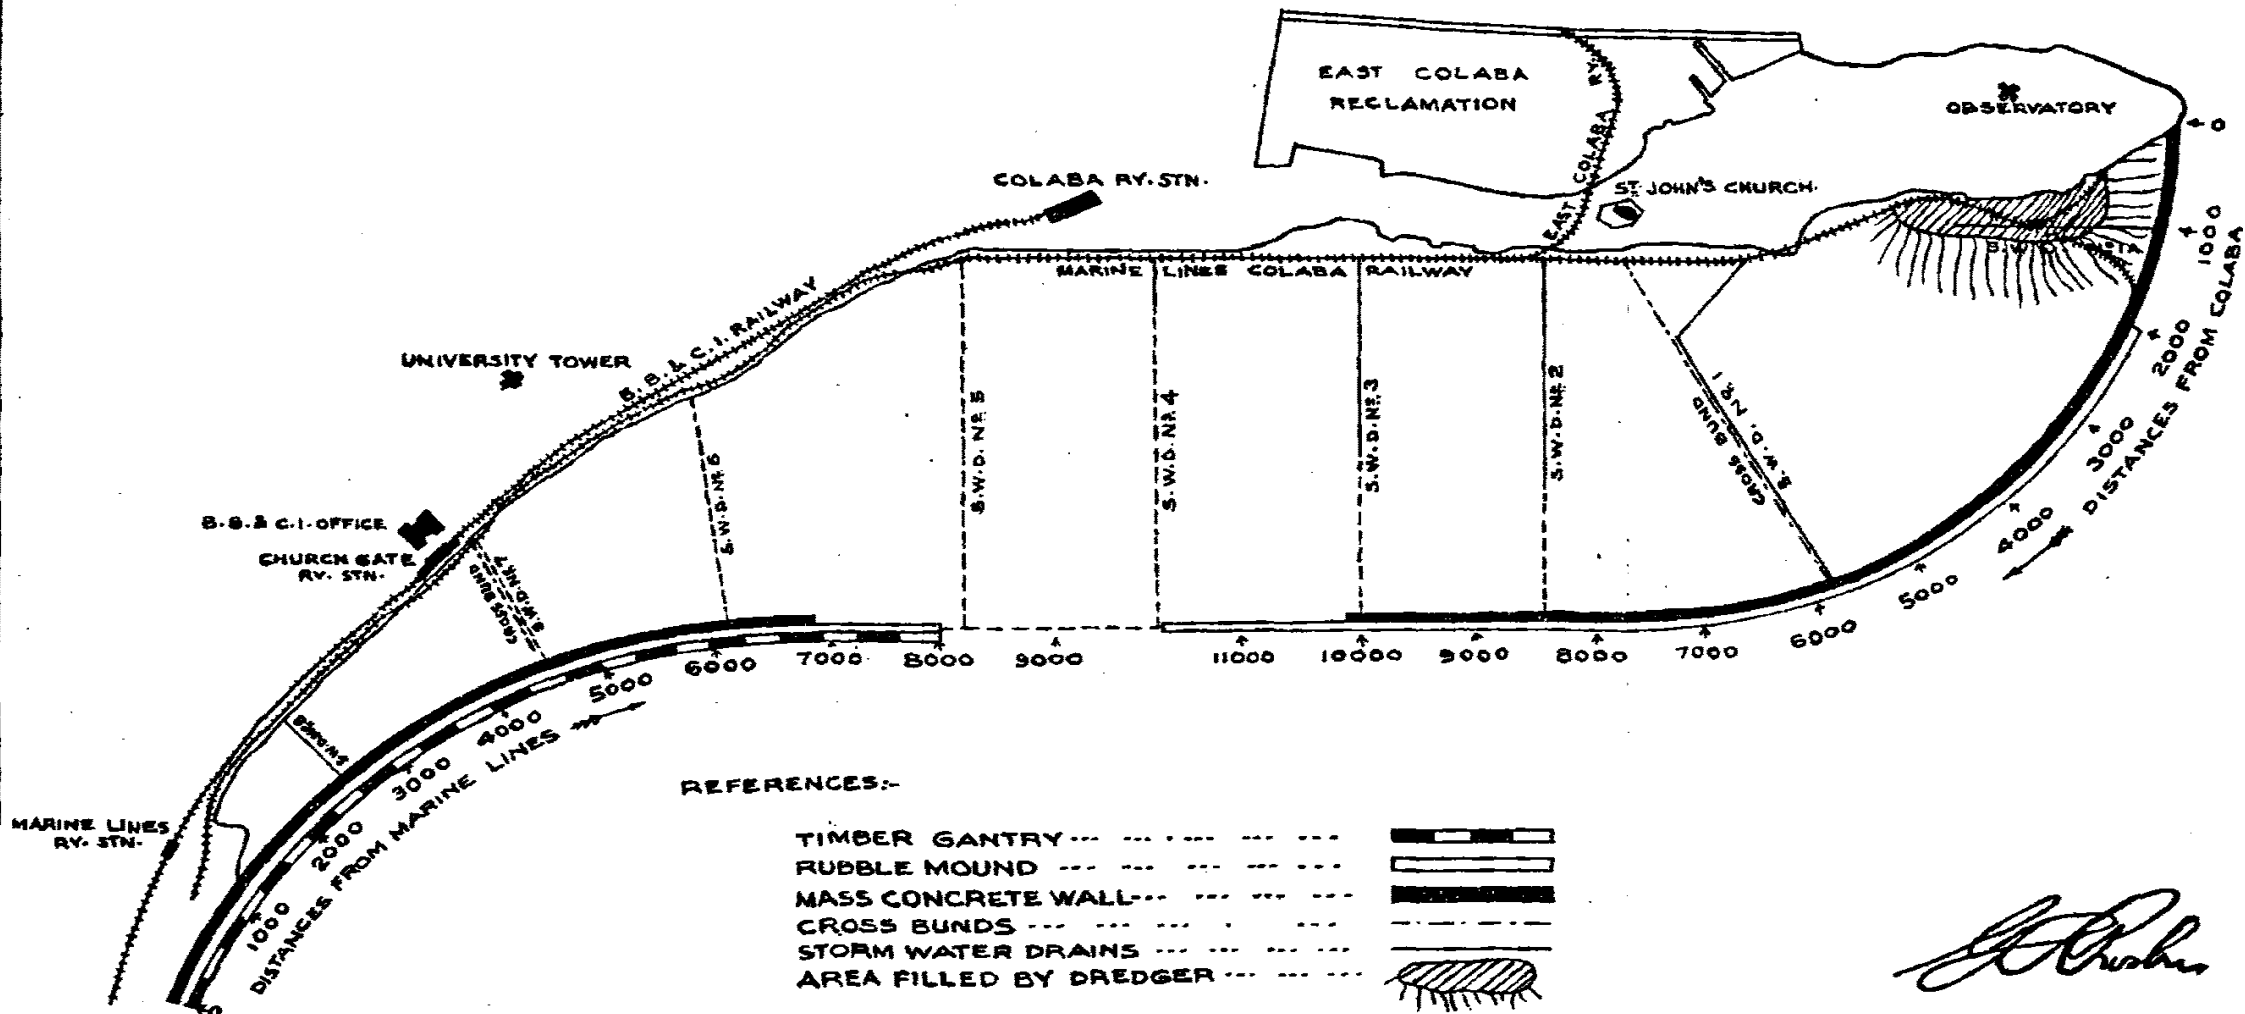 EAST COLABA
RECLAMATION
EAST COLABA RY.
OBSERVATORY
0
COLABA RY. STN.
ST. JOHN'S CHURCH.
1000
MARINE LINES COLABA RAILWAY
B. B. & C. I. RAILWAY
UNIVERSITY TOWER
2000
DISTANCES FROM COLABA
S.W.D. Nº 6
S.W.D. Nº 5
S.W.D. Nº 4
S.W.D. Nº 3
S.W.D. Nº 2
S.W.D. Nº 1
CROSS BUND
3000
4000
5000
B.B. & C.I. OFFICE
CHURCH GATE
RY. STN.
S.W.D. Nº 7
CROSS BUND
6000
7000
8000
9000
10000
11000
9000
8000
7000
6000
5000
4000
3000
2000
1000
DISTANCES FROM MARINE LINES
S.W.D. Nº 8
MARINE LINES
RY. STN.
REFERENCES:-
TIMBER GANTRY
RUBBLE MOUND
MASS CONCRETE WALL
CROSS BUNDS
STORM WATER DRAINS
AREA FILLED BY DREDGER